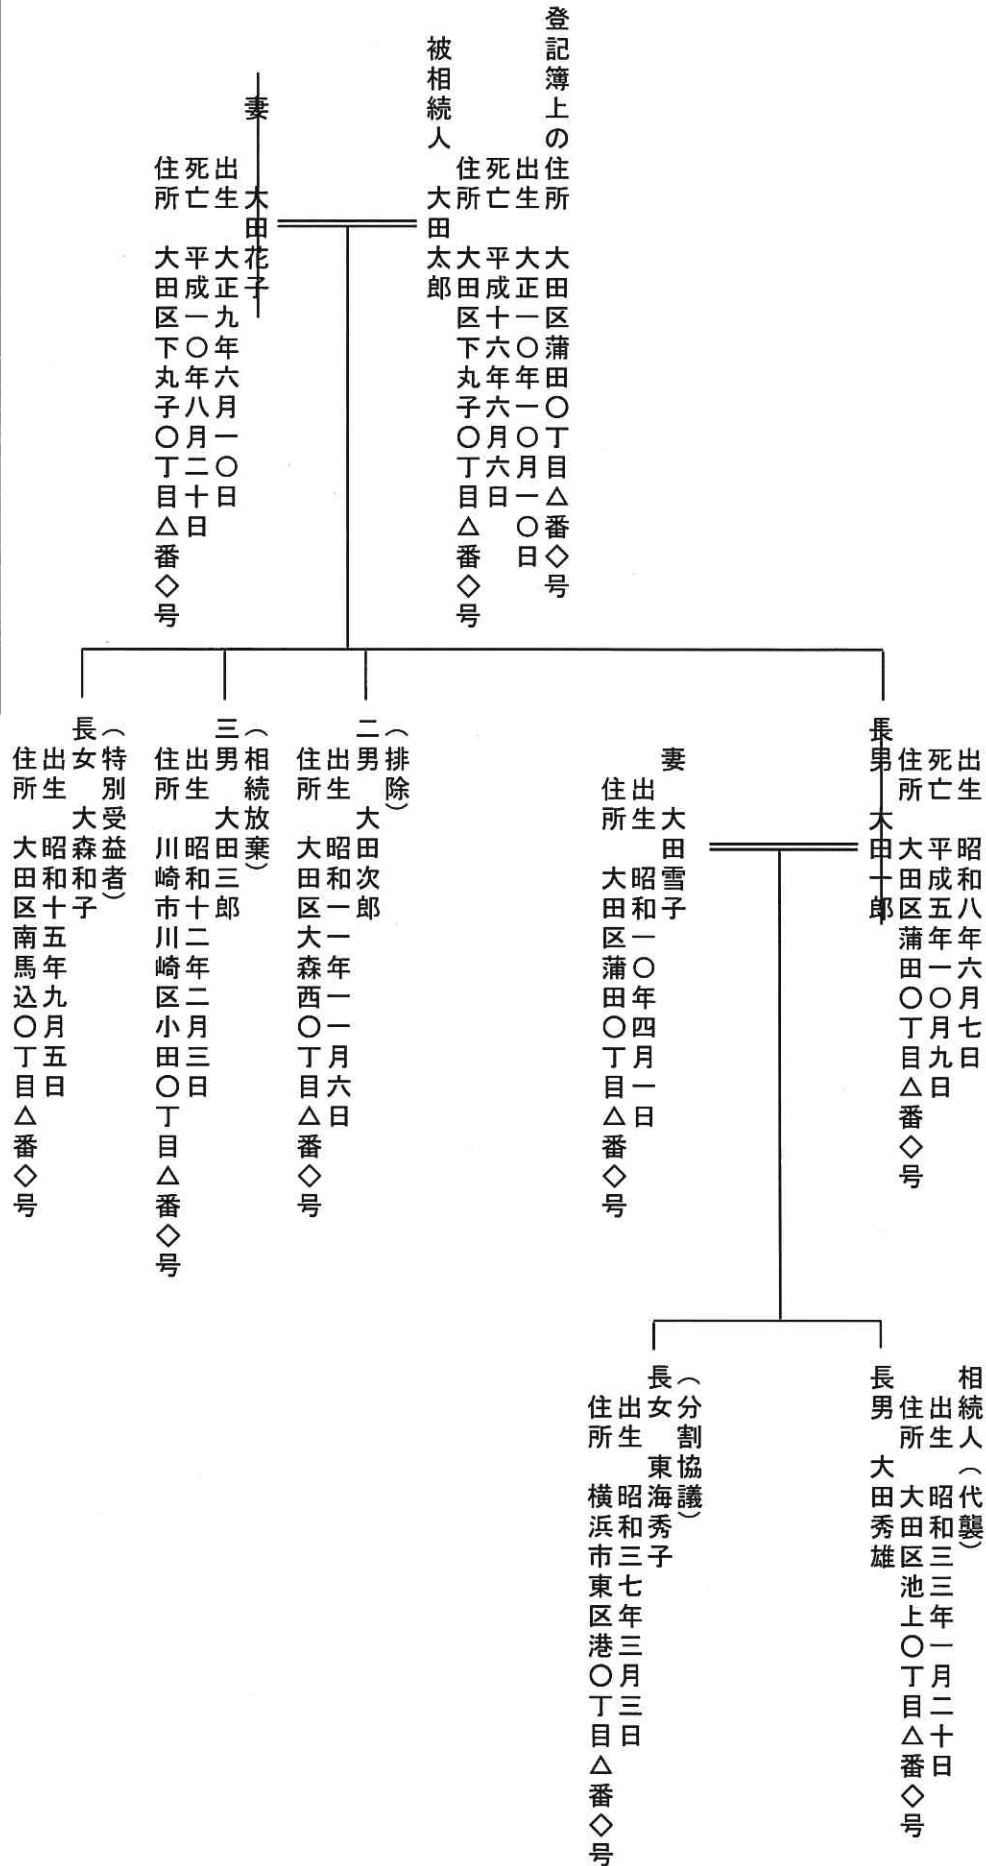 登記簿上の住所　大田区蒲田〇丁目△番◇号
出生　大正一〇年一〇月一〇日
死亡　平成十六年六月六日
住所　大田区下丸子〇丁目△番◇号
被相続人　大田太郎
妻　大田花子
出生　大正九年六月一〇日
死亡　平成一〇年八月二十日
住所　大田区下丸子〇丁目△番◇号
出生　昭和八年六月七日
死亡　平成五年一〇月九日
住所　大田区蒲田〇丁目△番◇号
長男　大田一郎
妻　大田雪子
出生　昭和一〇年四月一日
住所　大田区蒲田〇丁目△番◇号
（排除）
二男　大田次郎
出生　昭和一一年一一月六日
住所　大田区大森西〇丁目△番◇号
（相続放棄）
三男　大田三郎
出生　昭和十二年二月三日
住所　川崎市川崎区小田〇丁目△番◇号
（特別受益者）
長女　大森和子
出生　昭和十五年九月五日
住所　大田区南馬込〇丁目△番◇号
相続人（代襲）
出生　昭和三三年一月二十日
住所　大田区池上〇丁目△番◇号
長男　大田秀雄
（分割協議）
長女　東海秀子
出生　昭和三七年三月三日
住所　横浜市東区港〇丁目△番◇号